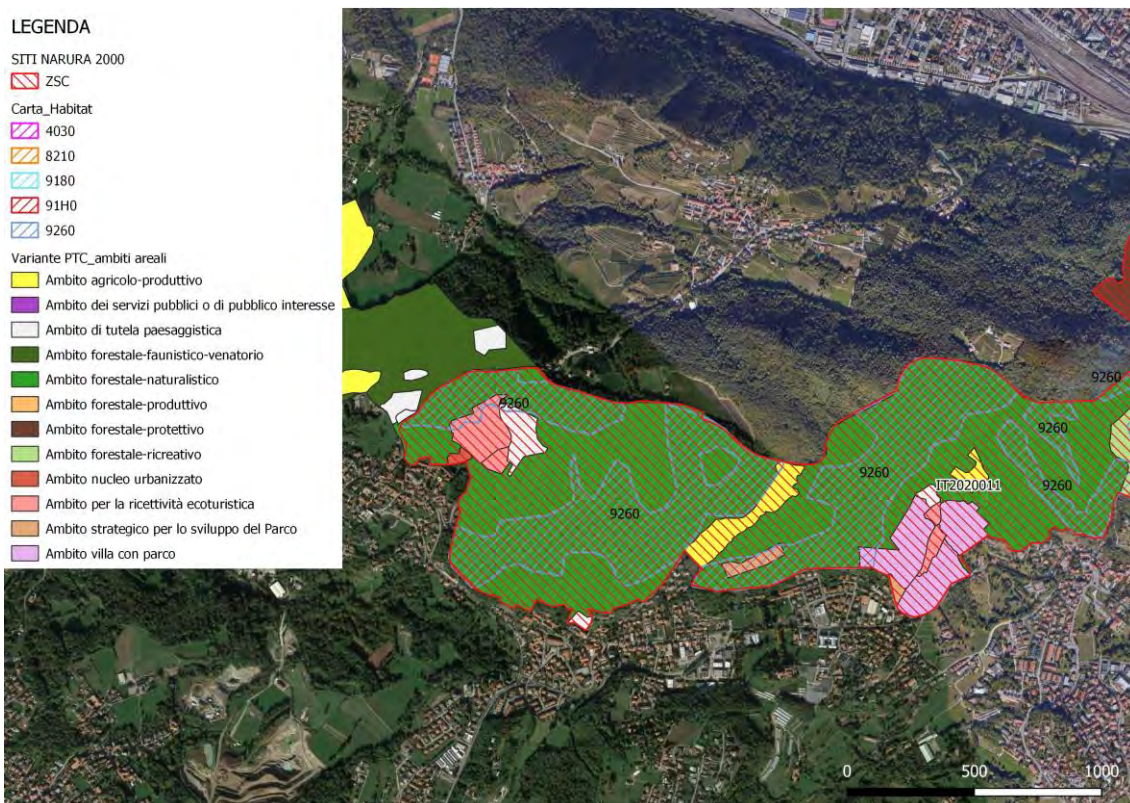 LEGENDA
SITI NARURA 2000
ZSC
Carta_Habitat
4030
8210
9180
91H0
9260
Variante PTC_ambiti areali
Ambito agricolo-produttivo
Ambito dei servizi pubblici o di pubblico interesse
Ambito di tutela paesaggistica
Ambito forestale-faunistico-venatorio
Ambito forestale-naturalistico
Ambito forestale-produttivo
Ambito forestale-protettivo
Ambito forestale-ricreativo
Ambito nucleo urbanizzato
Ambito per la ricettività ecoturistica
Ambito strategico per lo sviluppo del Parco
Ambito villa con parco
9260
9260
9260
9260
9260
IT2020011
9260
9260
0 500 1000